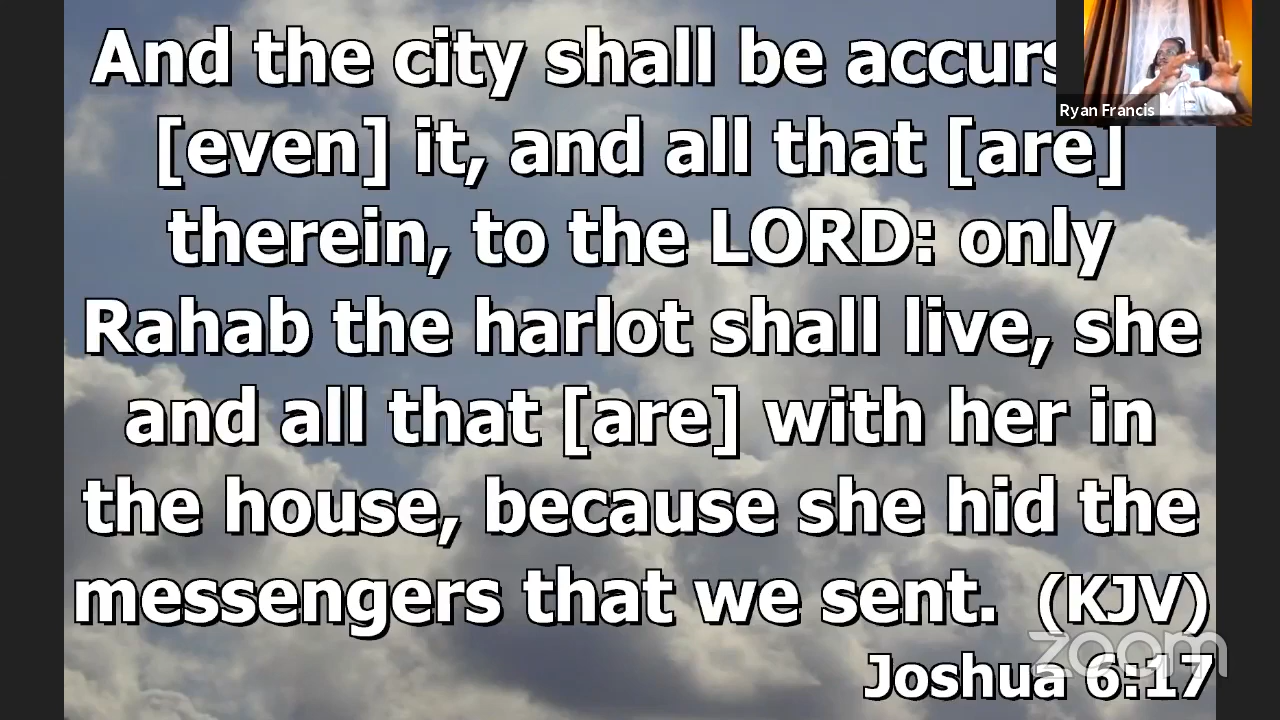 And the city shall be accurs
[even] it, and all that [are]
therein, to the LORD: only
Rahab the harlot shall live, she
and all that [are] with her in
the house, because she hid the
messengers that we sent. (KJV)
Joshua 6:17
Ryan Francis
zoom